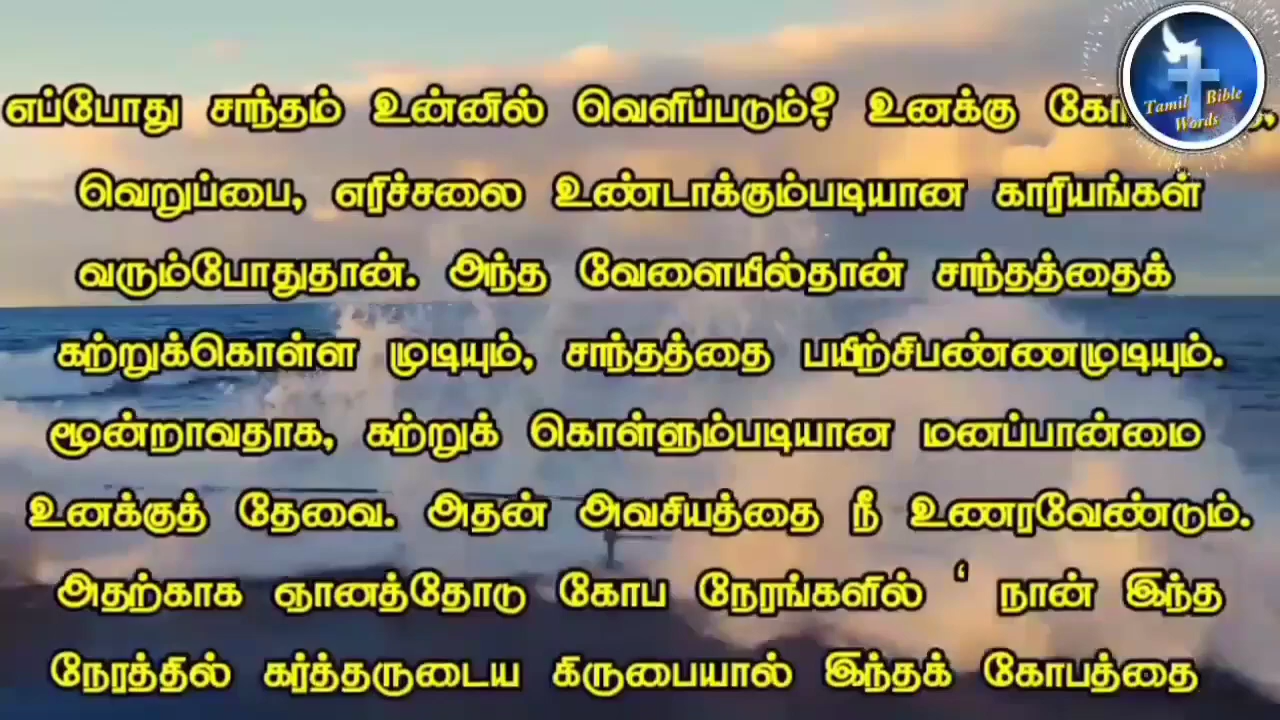 எப்போது சாந்தம் உன்னில் வெளிப்படும்? உனக்கு
வெறுப்பை, எரிச்சலை உண்டாக்கும்படியான காரியங்கள்
வரும்போதுதான். அந்த வேளையில்தான் சாந்தத்தைக்
கற்றுக்கொள்ள முடியும், சாந்தத்தை பயிற்சிபண்ணமுடியும்.
மூன்றாவதாக, கற்றுக் கொள்ளும்படியான மனப்பான்மை
உனக்குத் தேவை. அதன் அவசியத்தை நீ உணரவேண்டும்.
அதற்காக ஞானத்தோடு கோப நேரங்களில் ‘ நான் இந்த
நேரத்தில் கர்த்தருடைய கிருபையால் இந்தக் கோபத்தை
Tamil Bible
Words